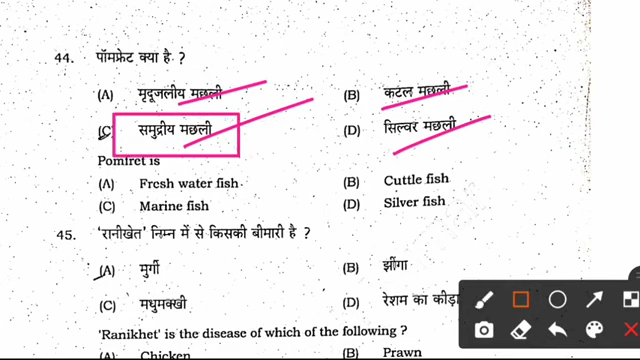 44. पॉमफ्रेट क्या है ?
(A) मृदूजलीय मछली (B) कटल मछली
(C) समुद्रीय मछली (D) सिल्वर मछली
Pomfret is
(A) Fresh water fish (B) Cuttle fish
(C) Marine fish (D) Silver fish
45. 'रानीखेत' निम्न में से किसकी बीमारी है ?
(A) मुर्गी (B) झींगा
(C) मधुमक्खी (D) रेशम का कीड़ा
'Ranikhet' is the disease of which of the following ?
(A) Chicken (B) Prawn